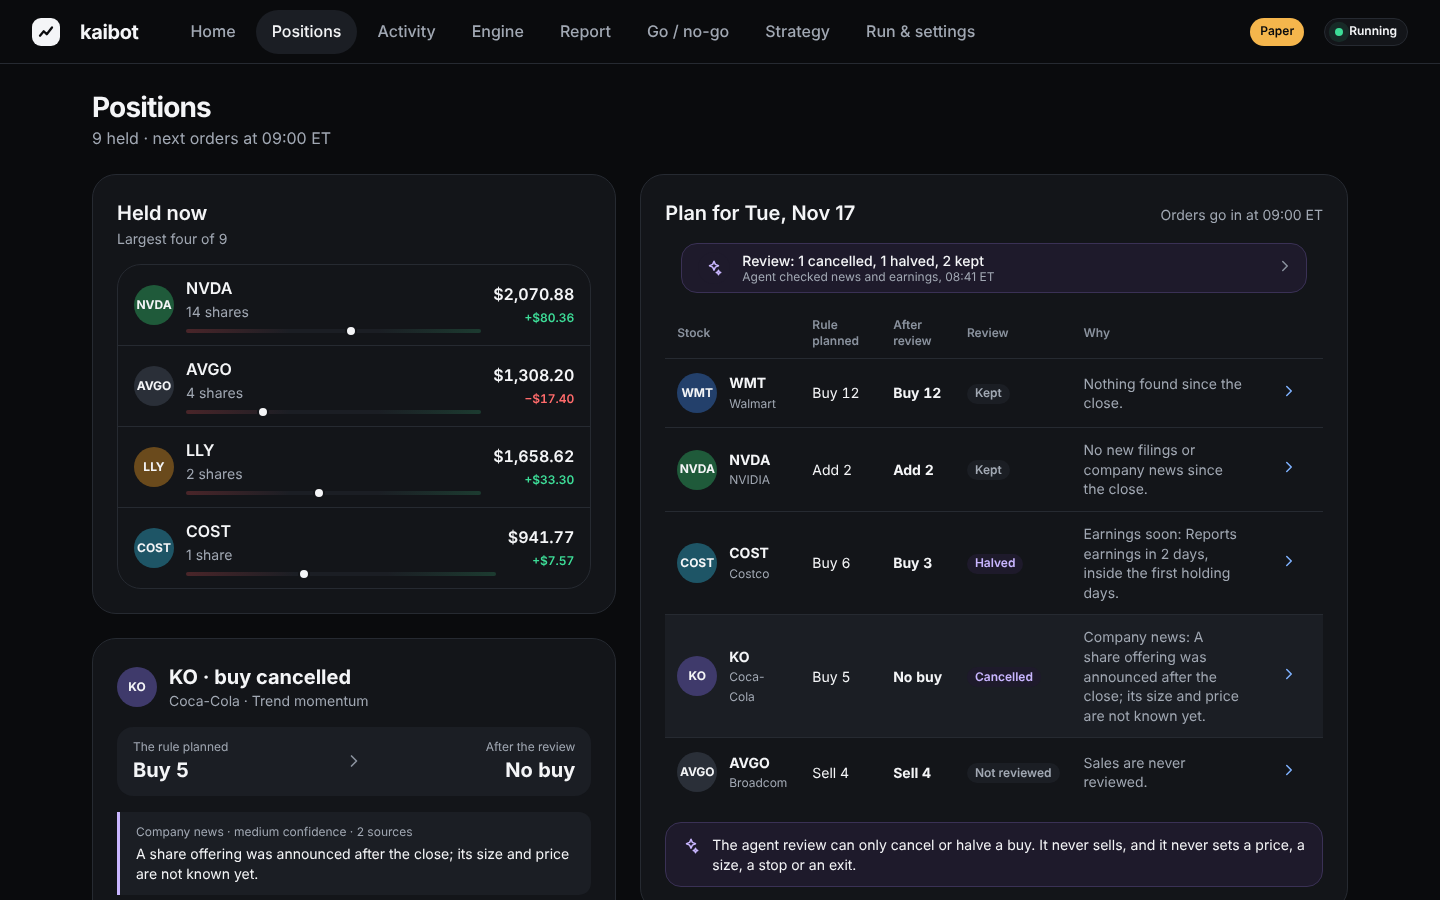 kaibot
Home
Positions
Activity
Engine
Report
Go / no-go
Strategy
Run & settings
Paper
Running
Positions
9 held · next orders at 09:00 ET
Held now
Largest four of 9
NVDA
NVDA
14 shares
$2,070.88
+$80.36
AVGO
AVGO
4 shares
$1,308.20
−$17.40
LLY
LLY
2 shares
$1,658.62
+$33.30
COST
COST
1 share
$941.77
+$7.57
KO
KO · buy cancelled
Coca-Cola · Trend momentum
The rule planned
Buy 5
After the review
No buy
Company news · medium confidence · 2 sources
A share offering was announced after the close; its size and price
are not known yet.
Plan for Tue, Nov 17
Orders go in at 09:00 ET
Review: 1 cancelled, 1 halved, 2 kept
Agent checked news and earnings, 08:41 ET
Stock
Rule
planned
After
review
Review
Why
WMT
WMT
Walmart
Buy 12
Buy 12
Kept
Nothing found since the
close.
NVDA
NVDA
NVIDIA
Add 2
Add 2
Kept
No new filings or
company news since
the close.
COST
COST
Costco
Buy 6
Buy 3
Halved
Earnings soon: Reports
earnings in 2 days,
inside the first holding
days.
KO
KO
Coca-
Cola
Buy 5
No buy
Cancelled
Company news: A
share offering was
announced after the
close; its size and price
are not known yet.
AVGO
AVGO
Broadcom
Sell 4
Sell 4
Not reviewed
Sales are never
reviewed.
The agent review can only cancel or halve a buy. It never sells, and it never sets a price, a
size, a stop or an exit.